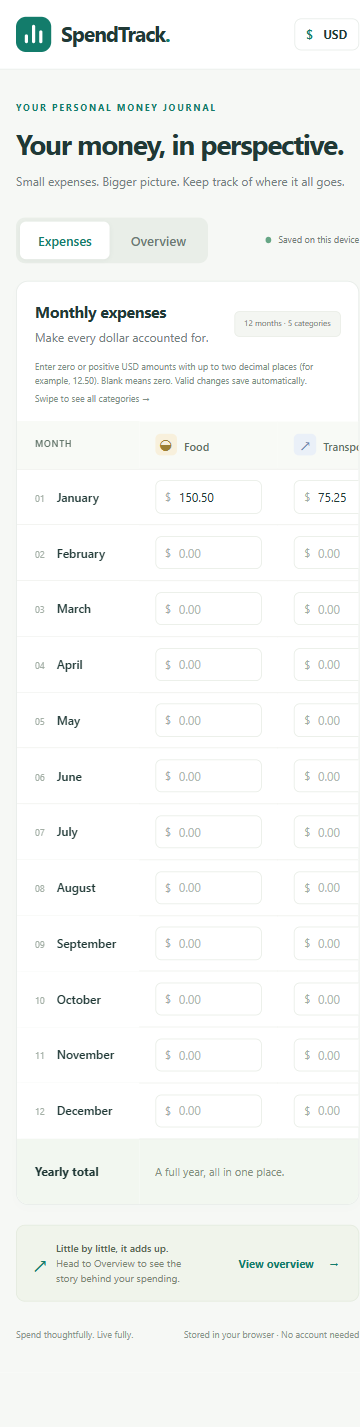 SpendTrack.
$ USD
YOUR PERSONAL MONEY JOURNAL
Your money, in perspective.
Small expenses. Bigger picture. Keep track of where it all goes.
Expenses
Overview
Saved on this device
Monthly expenses
Make every dollar accounted for.
12 months · 5 categories
Enter zero or positive USD amounts with up to two decimal places (for
example, 12.50). Blank means zero. Valid changes save automatically.
Swipe to see all categories →
MONTH Food
01 January $ 150.50 $ 75.25
02 February $ 0.00 $ 0.00
03 March $ 0.00 $ 0.00
04 April $ 0.00 $ 0.00
05 May $ 0.00 $ 0.00
06 June $ 0.00 $ 0.00
07 July $ 0.00 $ 0.00
08 August $ 0.00 $ 0.00
09 September $ 0.00 $ 0.00
10 October $ 0.00 $ 0.00
11 November $ 0.00 $ 0.00
12 December $ 0.00 $ 0.00
Yearly total A full year, all in one place.
Little by little, it adds up.
Head to Overview to see the
story behind your spending.
View overview →
Spend thoughtfully. Live fully.
Stored in your browser · No account needed